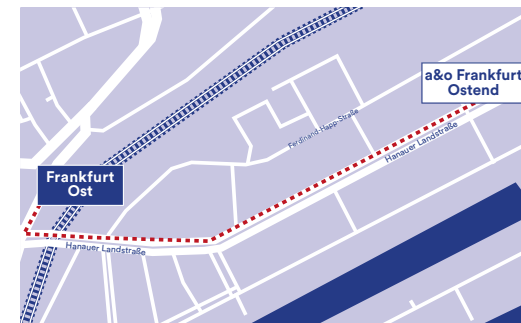 a&o Frankfurt
Ostend
Ferdinand-Happ-Straße
Hanauer Landstraße
Frankfurt
Ost
Hanauer Landstraße